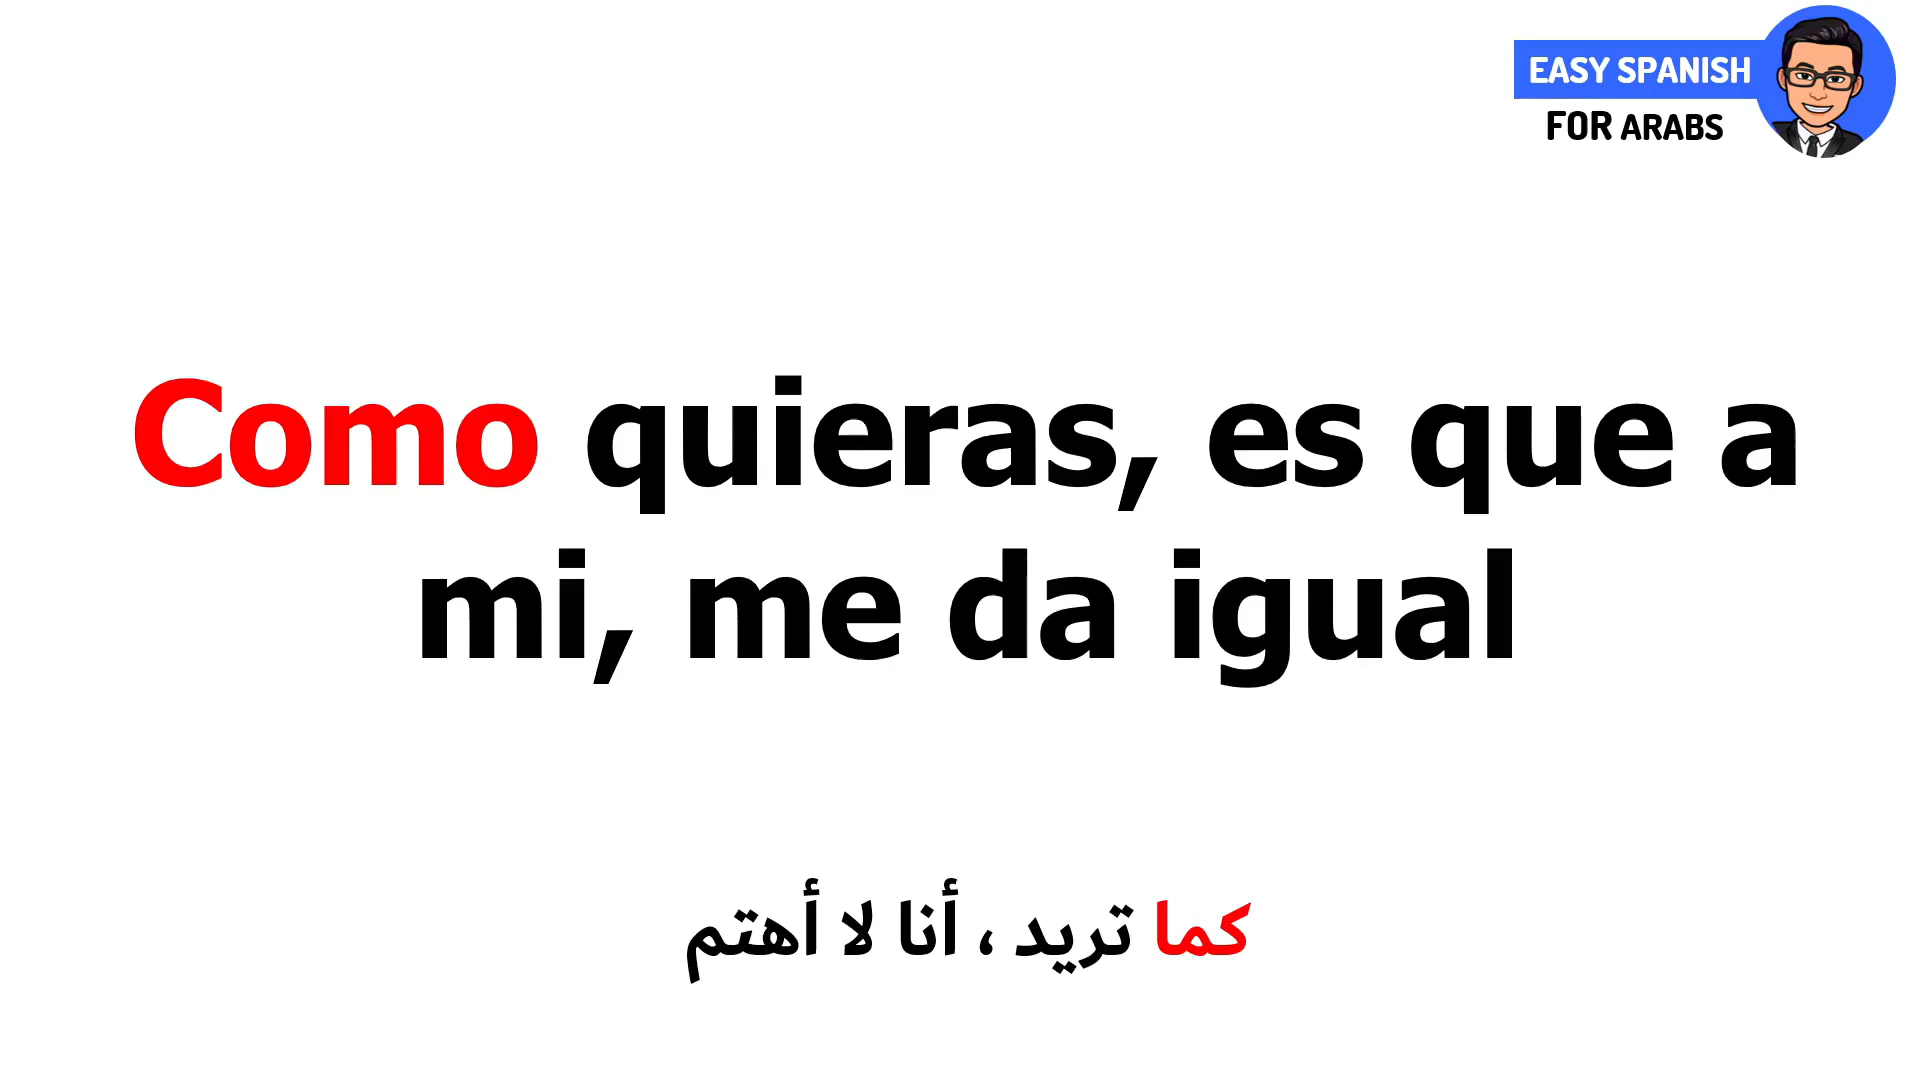 EASY SPANISH
FOR ARABS
Como quieras, es que a
mi, me da igual
كما تريد ، أنا لا أهتم